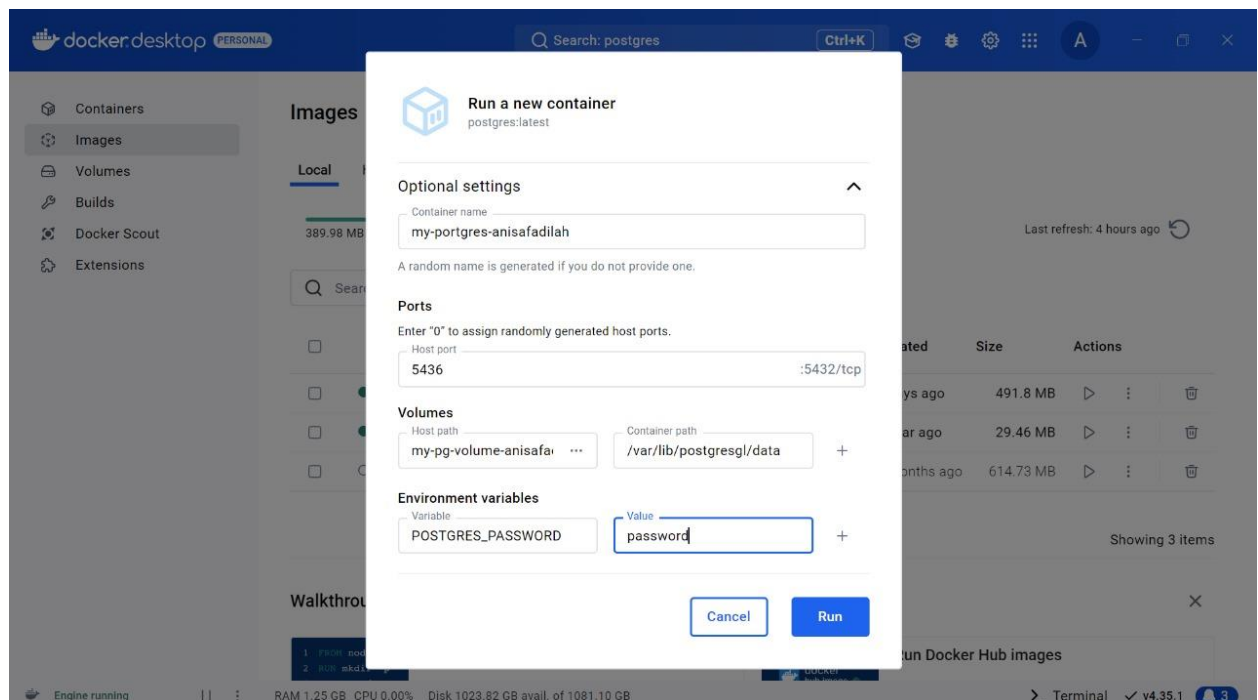 docker desktop PERSONAL
Search: postgres
Ctrl+K
A
Containers
Images
Volumes
Builds
Docker Scout
Extensions
Images
Local
389.98 MB
Last refresh: 4 hours ago
Run a new container
postgres:latest
Optional settings
Container name
my-portgres-anisafadilah
A random name is generated if you do not provide one.
Ports
Enter "0" to assign randomly generated host ports.
Host port
5436 :5432/tcp
Volumes
Host path Container path
my-pg-volume-anisafa ··· /var/lib/postgresgl/data
Environment variables
Variable Value
POSTGRES_PASSWORD password
Cancel Run
Size Actions
ago 491.8 MB
ago 29.46 MB
ago 614.73 MB
Showing 3 items
Run Docker Hub images
1 FROM
2 RUN
docker
Engine running
RAM 1.25 GB CPU 0.00% Disk 1023.82 GB avail. of 1081.10 GB
Terminal v4.35.1 3